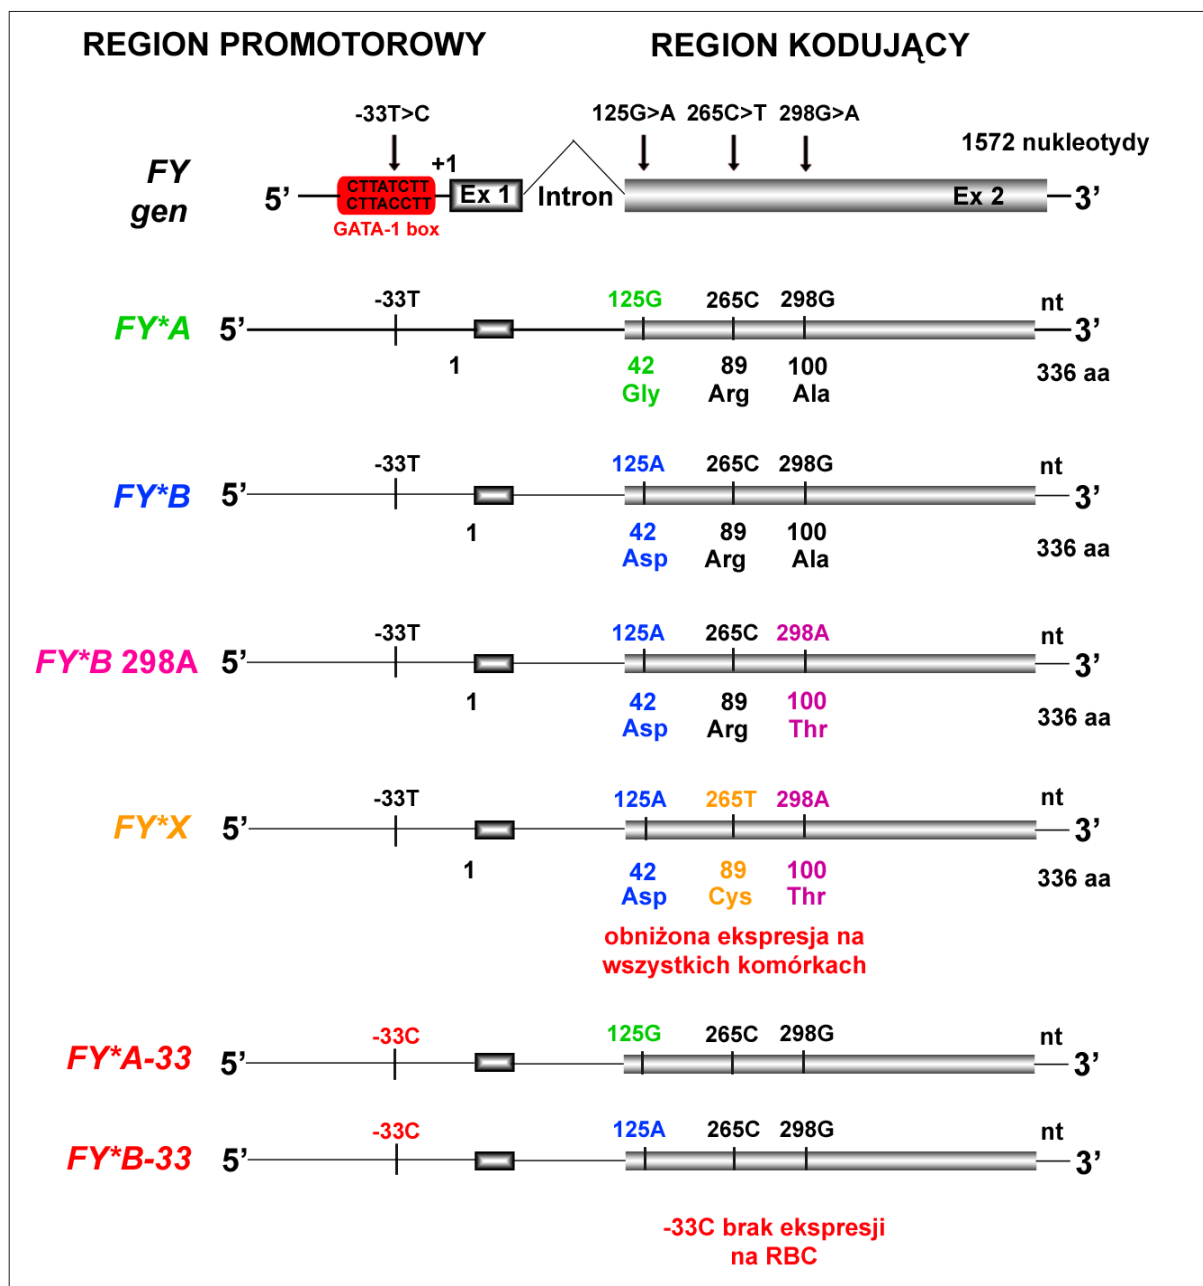 REGION PROMOTOROWY REGION KODUJĄCY
-33T>C 125G>A 265C>T 298G>A
1572 nukleotydy
FY
gen
5’ +1 Ex 1 Intron Ex 2 3’
CTTATCTT
CTTACCTT
GATA-1 box
-33T 125G 265C 298G nt
FY*A 5’ 3’
1 42 89 100 336 aa
Gly Arg Ala
-33T 125A 265C 298G nt
FY*B 5’ 3’
1 42 89 100 336 aa
Asp Arg Ala
-33T 125A 265C 298A nt
FY*B 298A 5’ 3’
1 42 89 100 336 aa
Asp Arg Thr
-33T 125A 265T 298A nt
FY*X 5’ 3’
1 42 89 100 336 aa
Asp Cys Thr
obniżona ekspresja na
wszystkich komórkach
-33C 125G 265C 298G nt
FY*A-33 5’ 3’
-33C 125A 265C 298G nt
FY*B-33 5’ 3’
-33C brak ekspresji
na RBC